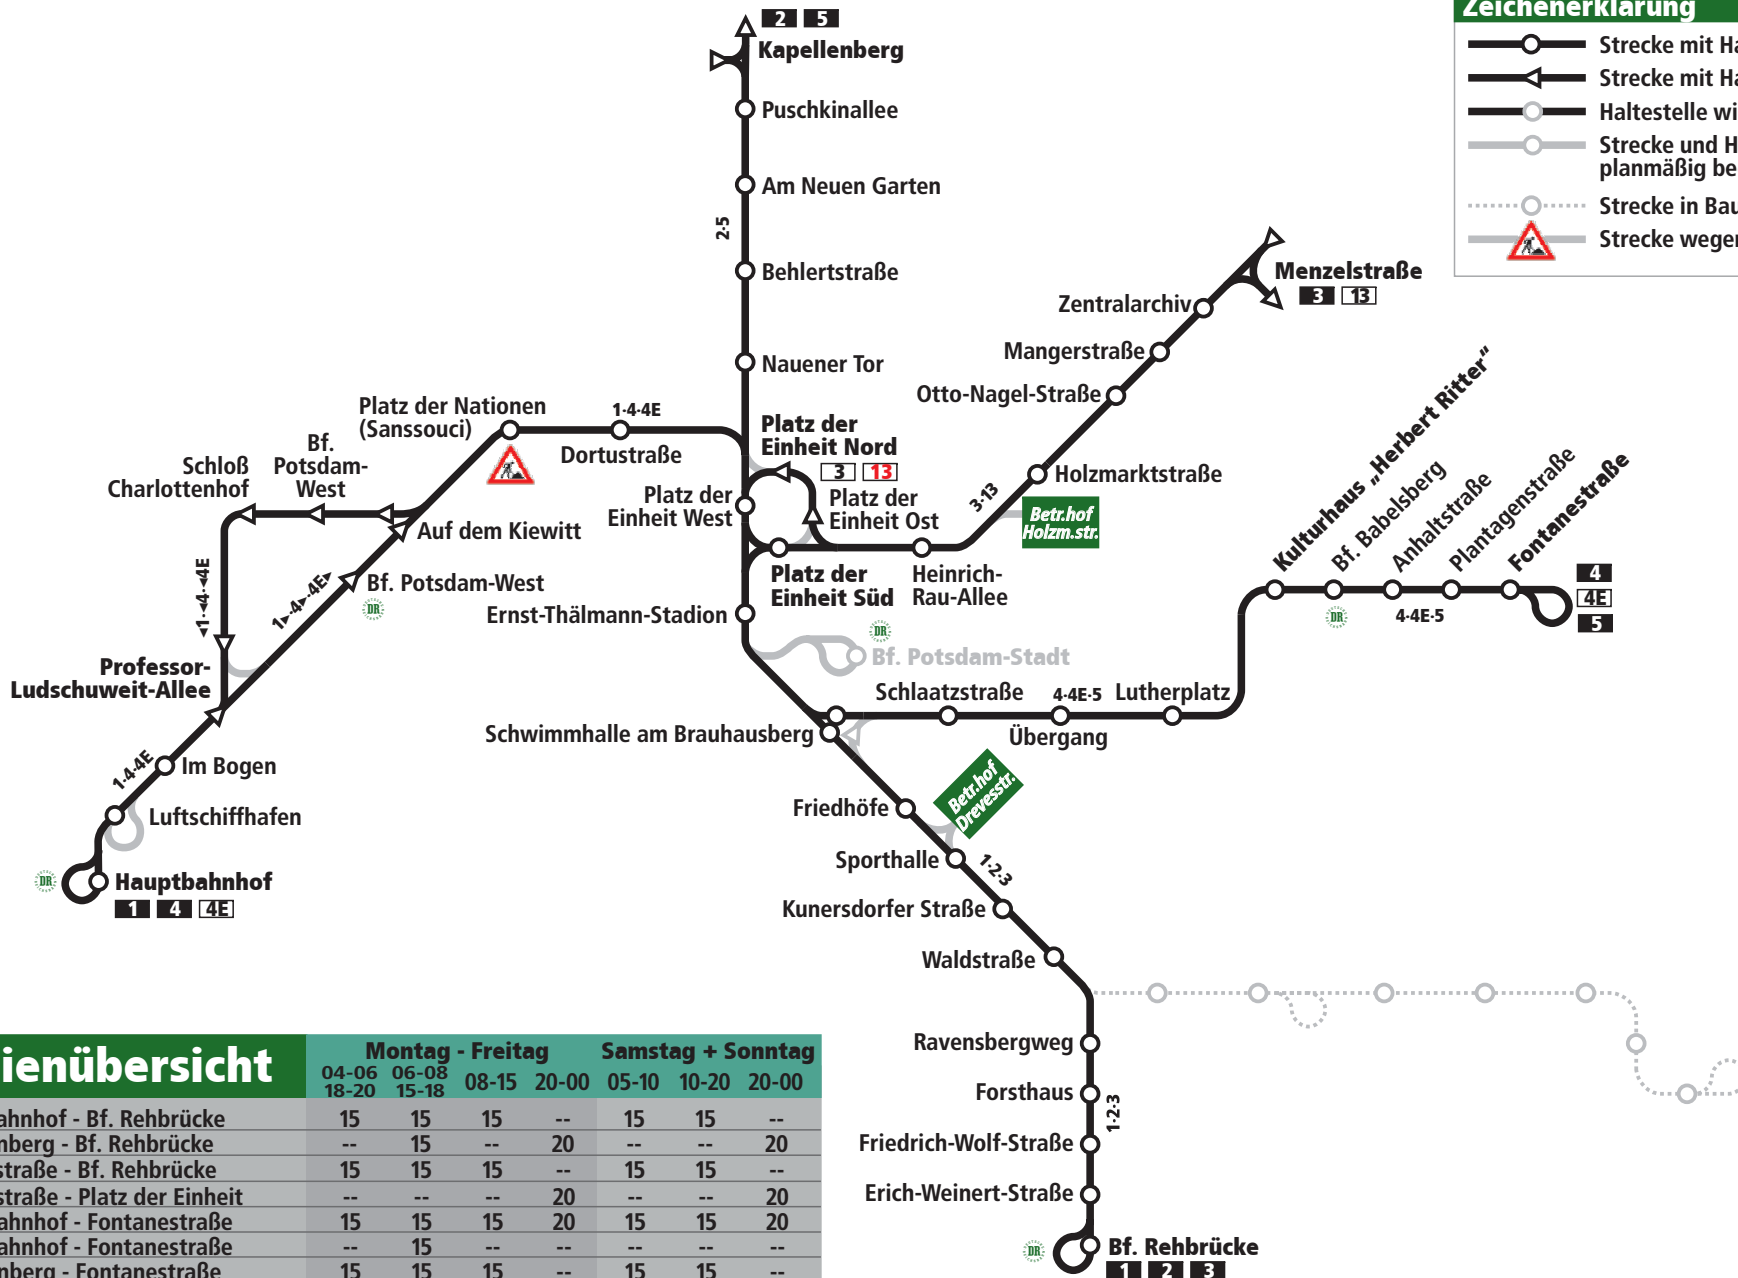 2 5
Kapellenberg
Puschkinallee
Am Neuen Garten
2-5
Behlertstraße
Nauener Tor
Zeichenerklärung
Strecke mit Ha
Strecke mit Ha
Haltestelle wi
Strecke und H
planmäßig be
Strecke in Bau
Strecke wegen
Menzelstraße
3 13
Zentralarchiv
Mangerstraße
Otto-Nagel-Straße
Holzmarktstraße
3·13
Betr.hof
Holzm.str.
Platz der Nationen
(Sanssouci)
1·4·4E
Dortustraße
Platz der
Einheit Nord
3 13
Platz der
Einheit West
Platz der
Einheit Ost
Platz der
Einheit Süd
Heinrich-
Rau-Allee
Schloß
Charlottenhof
Bf.
Potsdam-
West
Auf dem Kiewitt
Bf. Potsdam-West
DR
◄1·◄4·◄4E
1►·4►·4E►
Professor-
Ludschuweit-Allee
Im Bogen
1·4·4E
Luftschiffhafen
DR
Hauptbahnhof
1 4 4E
Ernst-Thälmann-Stadion
DR
Bf. Potsdam-Stadt
Kulturhaus „Herbert Ritter“
Bf. Babelsberg
Anhaltstraße
Plantagenstraße
Fontanestraße
DR
4·4E·5
4
4E
5
Schlaatzstraße
4·4E·5
Lutherplatz
Übergang
Schwimmhalle am Brauhausberg
Betr.hof
Drevesstr.
Friedhöfe
Sporthalle
1·2·3
Kunersdorfer Straße
Waldstraße
Ravensbergweg
Forsthaus
1·2·3
Friedrich-Wolf-Straße
Erich-Weinert-Straße
DR
Bf. Rehbrücke
1 2 3
ienübersicht
Montag - Freitag Samstag + Sonntag
04-06 06-08 08-15 20-00 05-10 10-20 20-00
18-20 15-18
ahnhof - Bf. Rehbrücke 15 15 15 -- 15 15 --
nberg - Bf. Rehbrücke -- 15 -- 20 -- -- 20
straße - Bf. Rehbrücke 15 15 15 -- 15 15 --
straße - Platz der Einheit -- -- -- 20 -- -- 20
ahnhof - Fontanestraße 15 15 15 20 15 15 20
ahnhof - Fontanestraße -- 15 -- -- -- -- --
nberg - Fontanestraße 15 15 15 -- 15 15 --